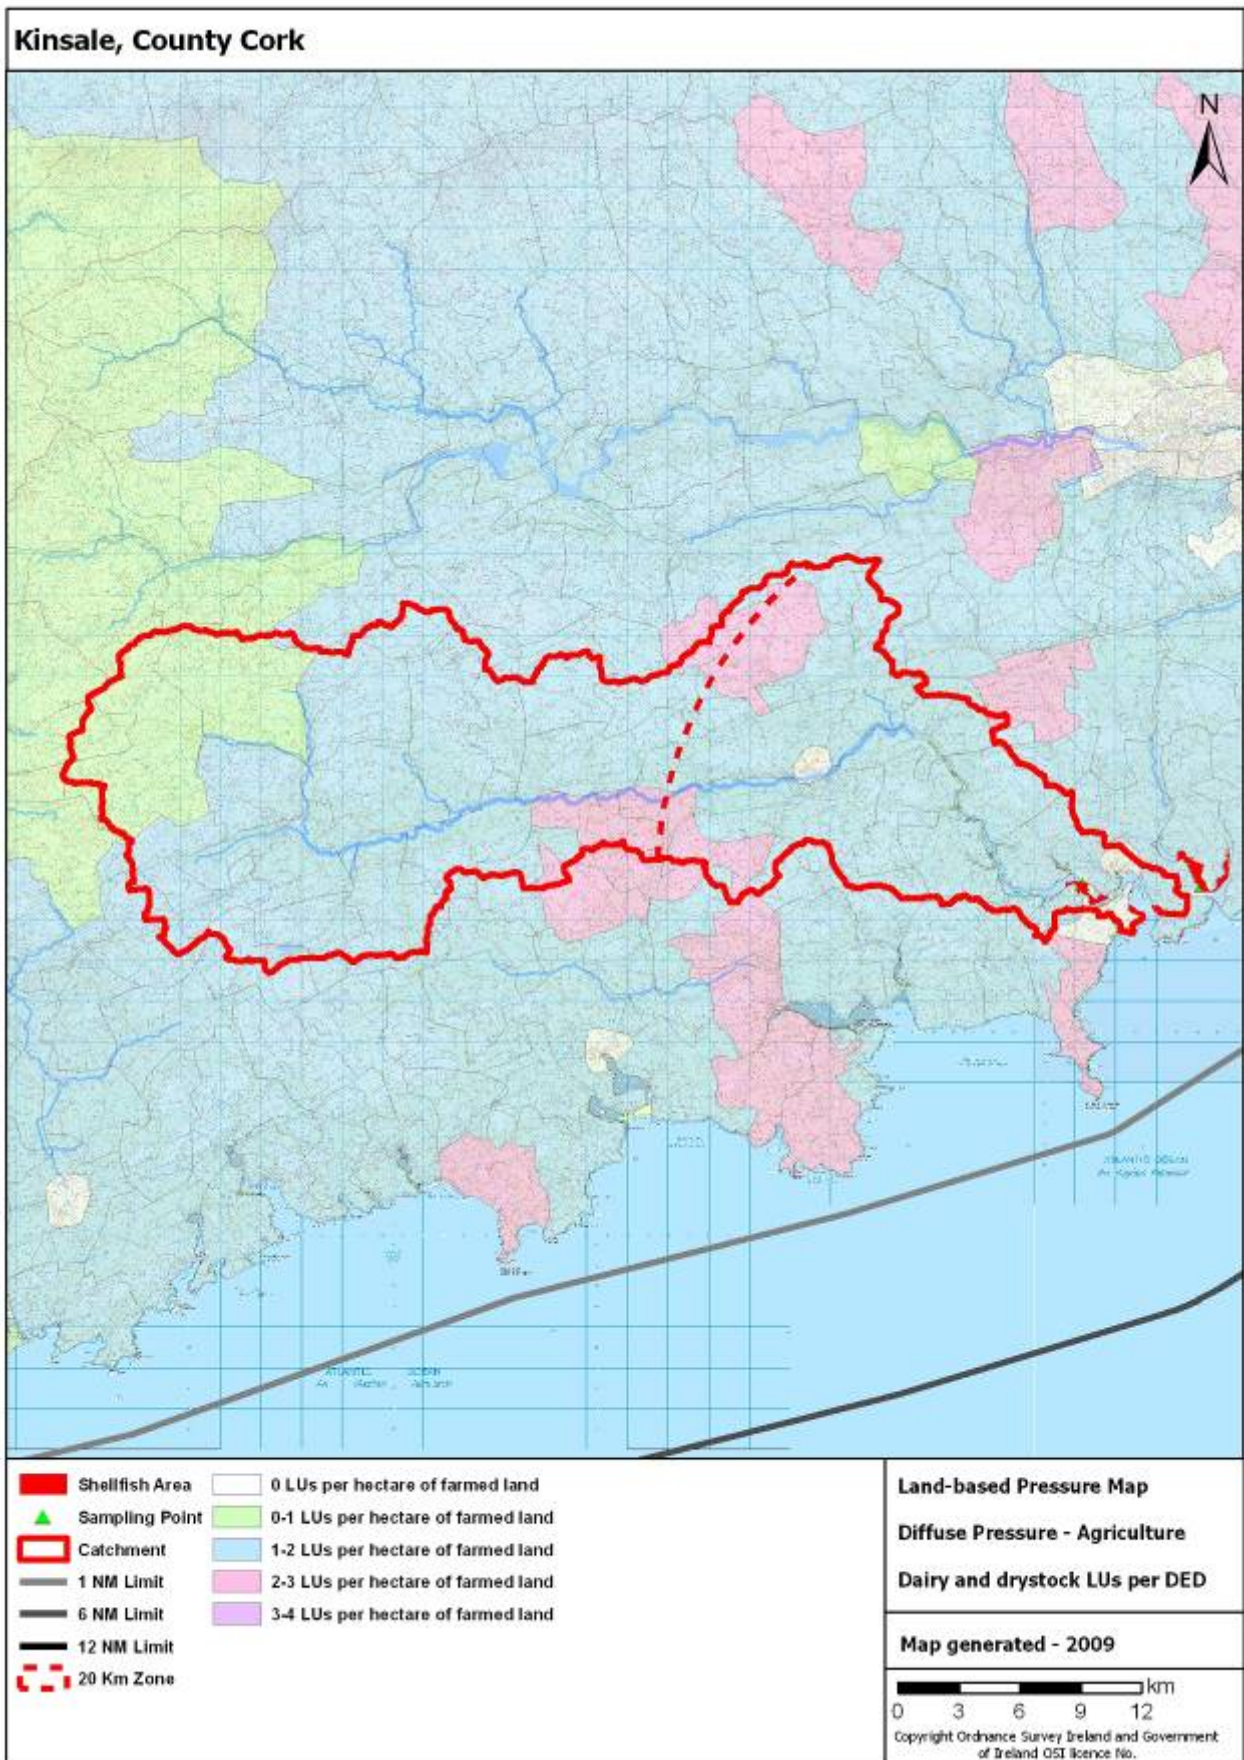 Kinsale, County Cork
N
ATLANTIC OCEAN
ATLANTIC OCEAN
Shellfish Area
Sampling Point
Catchment
1 NM Limit
6 NM Limit
12 NM Limit
20 Km Zone
0 LUs per hectare of farmed land
0-1 LUs per hectare of farmed land
1-2 LUs per hectare of farmed land
2-3 LUs per hectare of farmed land
3-4 LUs per hectare of farmed land
Land-based Pressure Map
Diffuse Pressure - Agriculture
Dairy and drystock LUs per DED
Map generated - 2009
km
0 3 6 9 12
Copyright Ordnance Survey Ireland and Government
of Ireland OSI licence No.